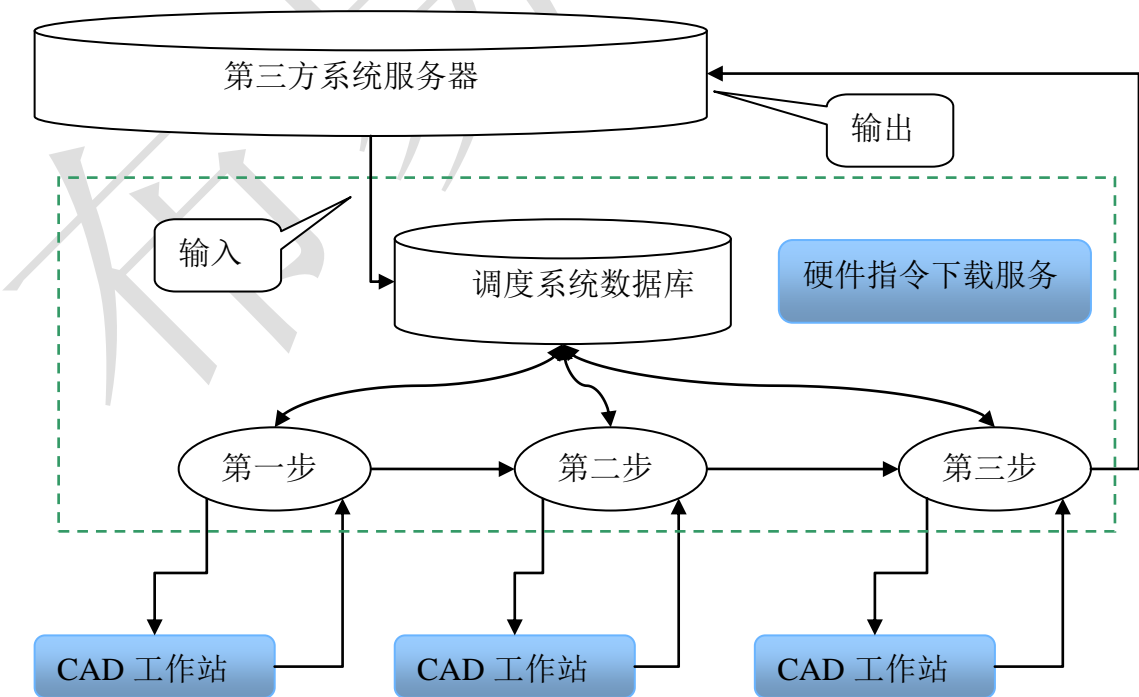 第三方系统服务器
输出
输入
调度系统数据库
硬件指令下载服务
第一步
第二步
第三步
CAD 工作站
CAD 工作站
CAD 工作站